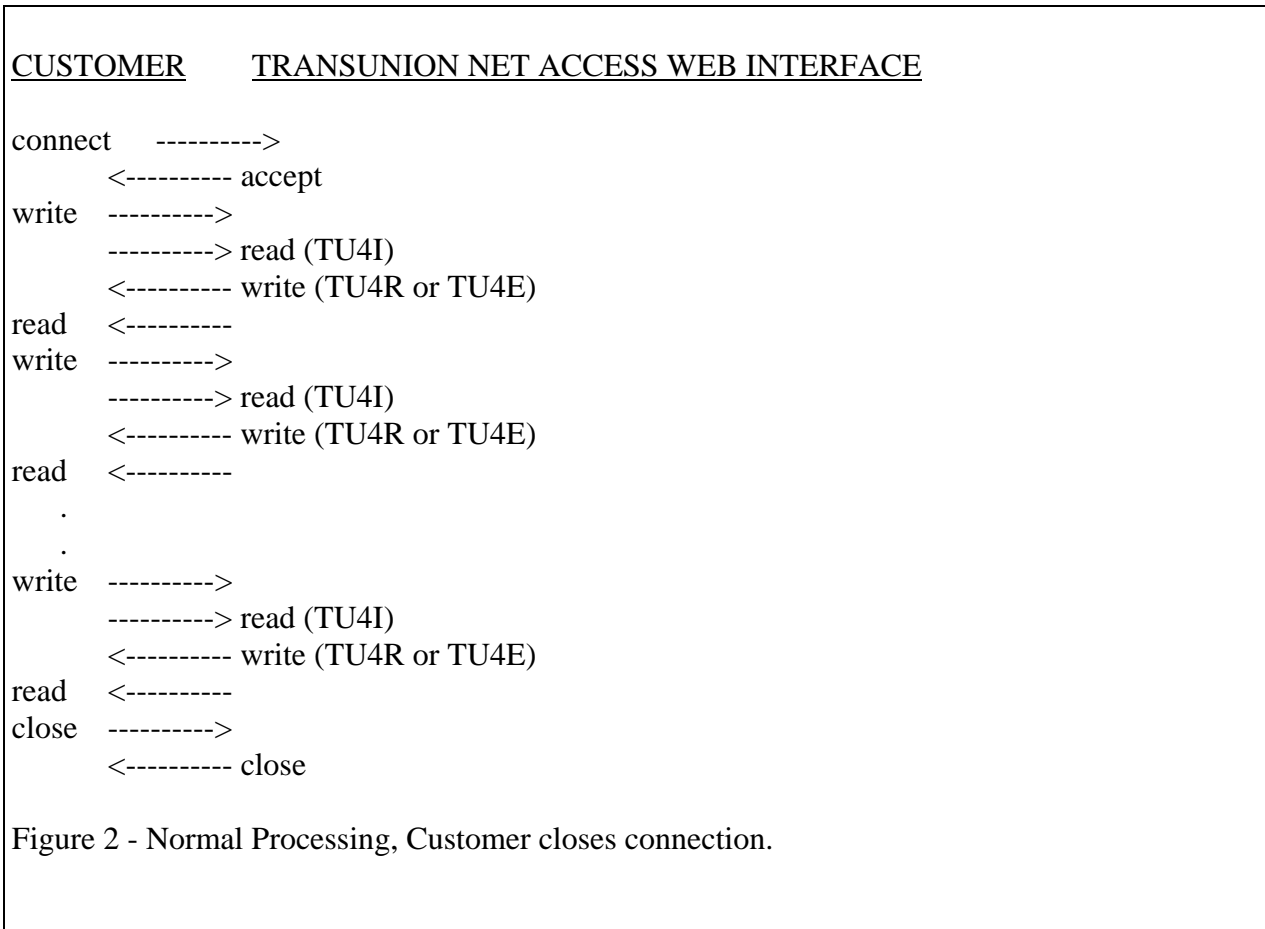 CUSTOMER TRANSUNION NET ACCESS WEB INTERFACE
connect ---------->
<---------- accept
write ---------->
----------> read (TU4I)
<---------- write (TU4R or TU4E)
read <----------
write ---------->
----------> read (TU4I)
<---------- write (TU4R or TU4E)
read <----------
.
.
write ---------->
----------> read (TU4I)
<---------- write (TU4R or TU4E)
read <----------
close ---------->
<---------- close
Figure 2 - Normal Processing, Customer closes connection.